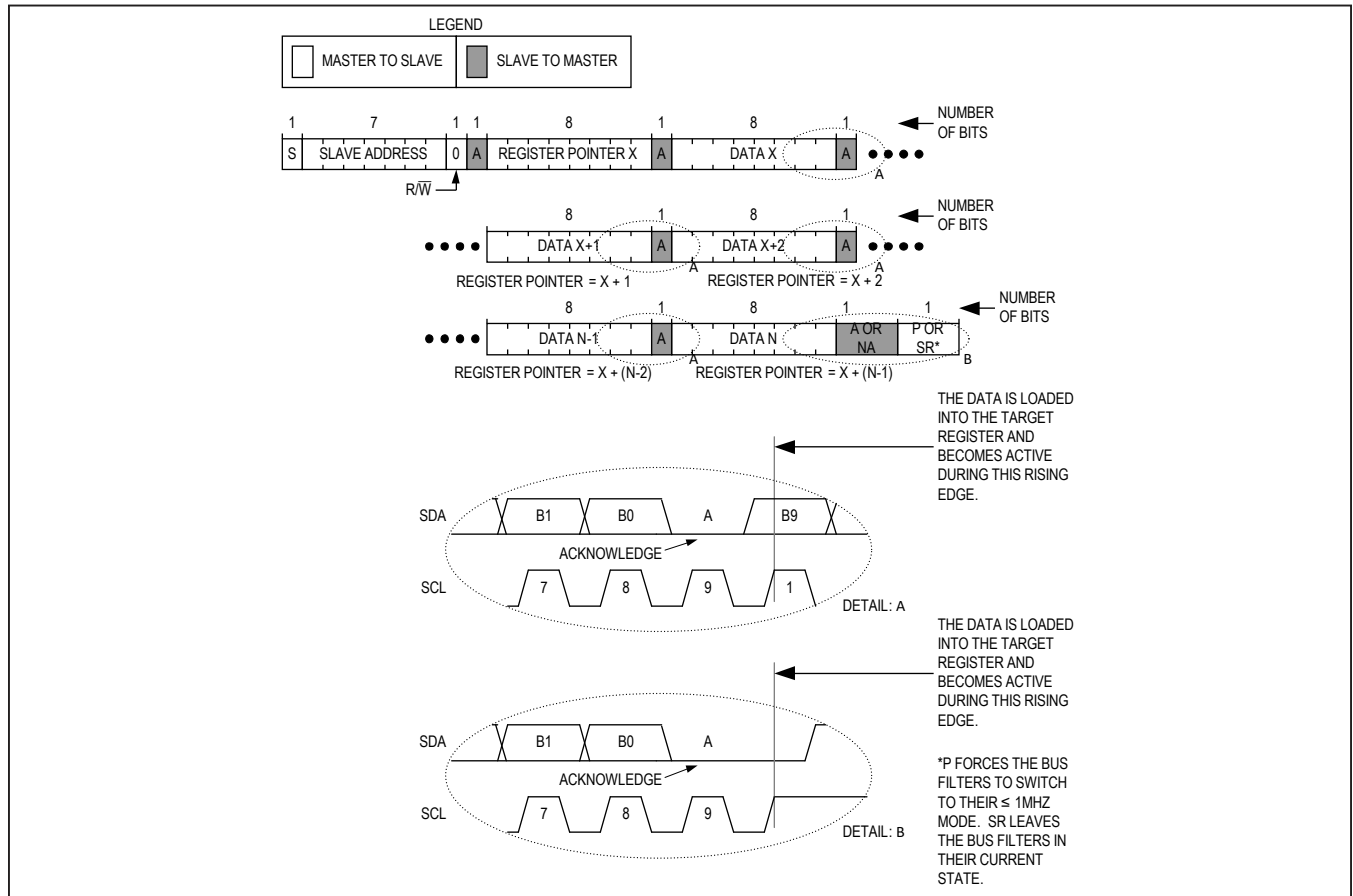 LEGEND
MASTER TO SLAVE SLAVE TO MASTER
1 7 1 1 8 1 8 1 NUMBER
OF BITS
S SLAVE ADDRESS 0 A REGISTER POINTER X A DATA X A
A
R/W̅
8 1 8 1 NUMBER
OF BITS
DATA X+1 A DATA X+2 A
A A
REGISTER POINTER = X + 1 REGISTER POINTER = X + 2
8 1 8 1 1 NUMBER
OF BITS
DATA N-1 A DATA N A OR
NA P OR
SR*
A B
REGISTER POINTER = X + (N-2) REGISTER POINTER = X + (N-1)
THE DATA IS LOADED
INTO THE TARGET
REGISTER AND
BECOMES ACTIVE
DURING THIS RISING
EDGE.
SDA B1 B0 A B9
ACKNOWLEDGE
SCL 7 8 9 1
DETAIL: A
THE DATA IS LOADED
INTO THE TARGET
REGISTER AND
BECOMES ACTIVE
DURING THIS RISING
EDGE.
SDA B1 B0 A
ACKNOWLEDGE
SCL 7 8 9
DETAIL: B
*P FORCES THE BUS
FILTERS TO SWITCH
TO THEIR ≤ 1MHZ
MODE. SR LEAVES
THE BUS FILTERS IN
THEIR CURRENT
STATE.